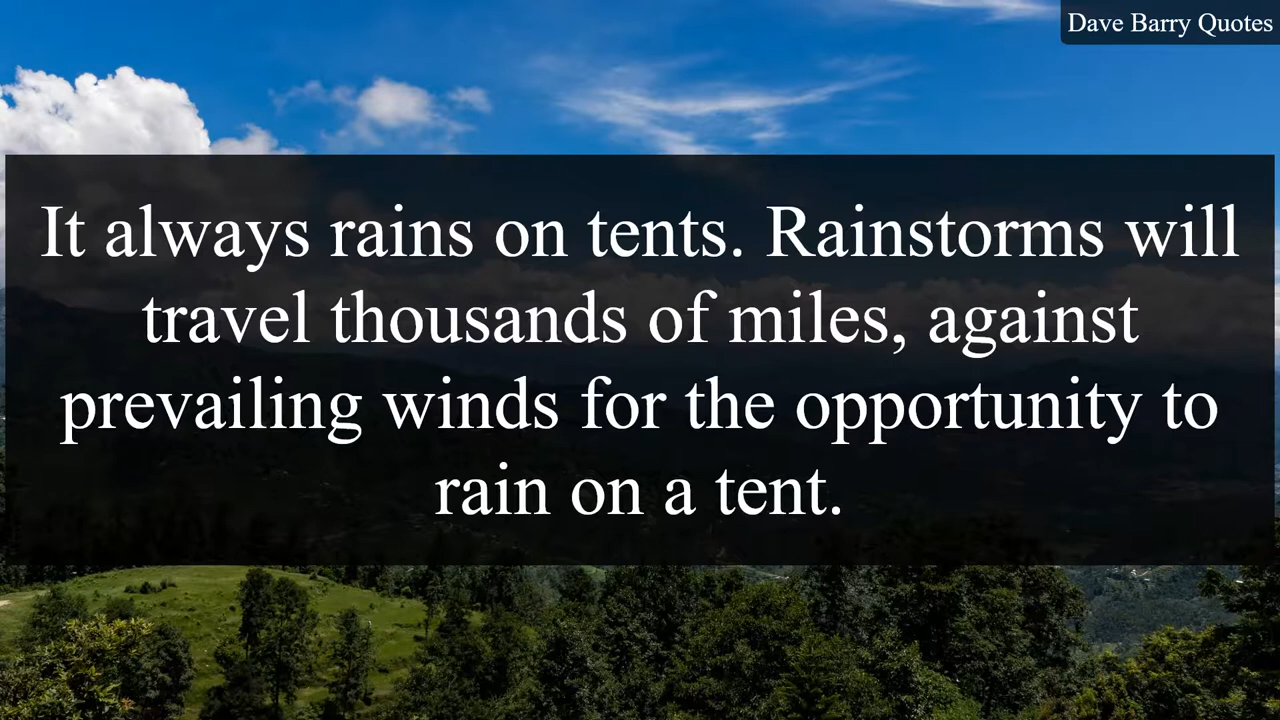 Dave Barry Quotes
It always rains on tents. Rainstorms will
travel thousands of miles, against
prevailing winds for the opportunity to
rain on a tent.